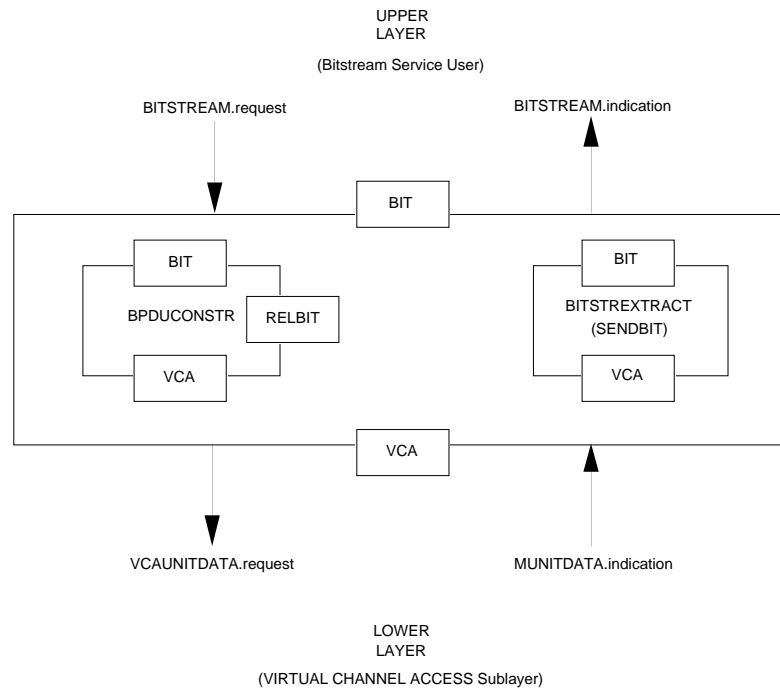 UPPER
LAYER
(Bitstream Service User)
BITSTREAM.request
BITSTREAM.indication
BIT
BIT
BPDUCONSTR
RELBIT
VCA
BIT
BITSTREXTRACT
(SENDBIT)
VCA
VCA
VCAUNITDATA.request
MUNITDATA.indication
LOWER
LAYER
(VIRTUAL CHANNEL ACCESS Sublayer)